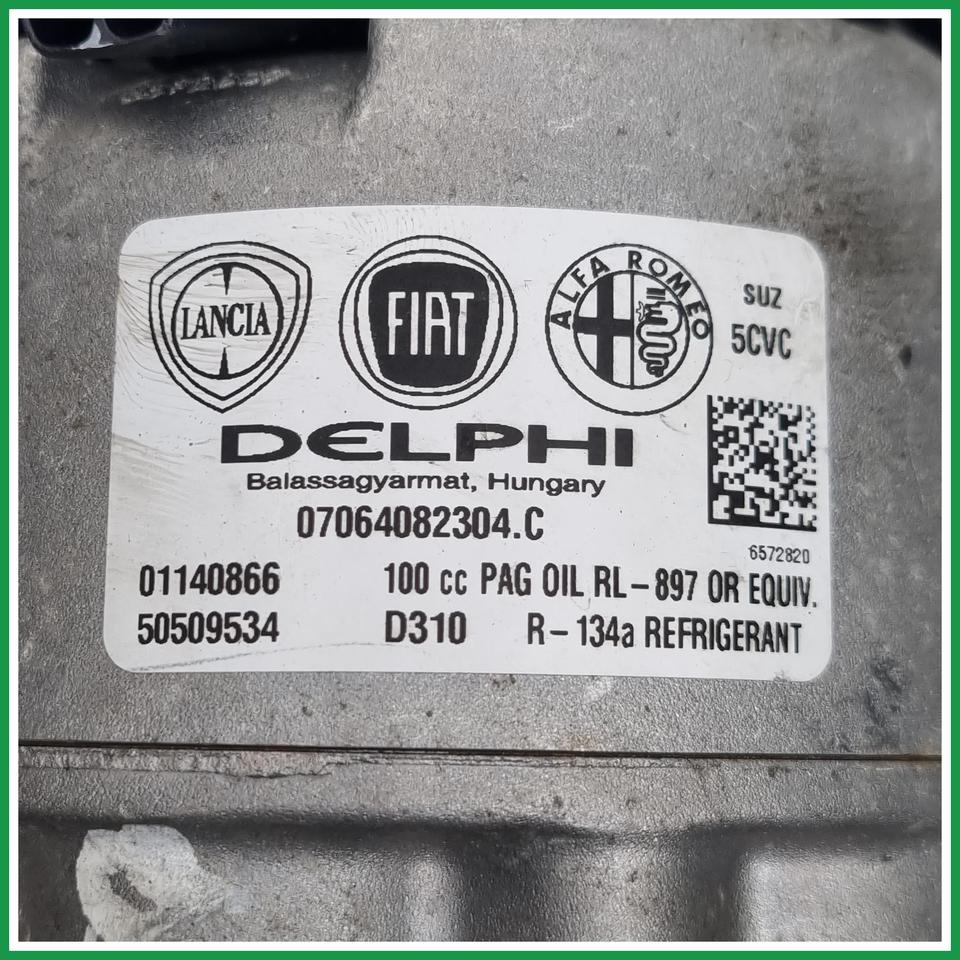 LANCIA
FIAT
ALFA ROMEO
SUZ
5CVC
DELPHI
Balassagyarmat, Hungary
07064082304.C
6572820
01140866 100 cc PAG OIL RL-897 OR EQUIV.
50509534 D310 R-134a REFRIGERANT